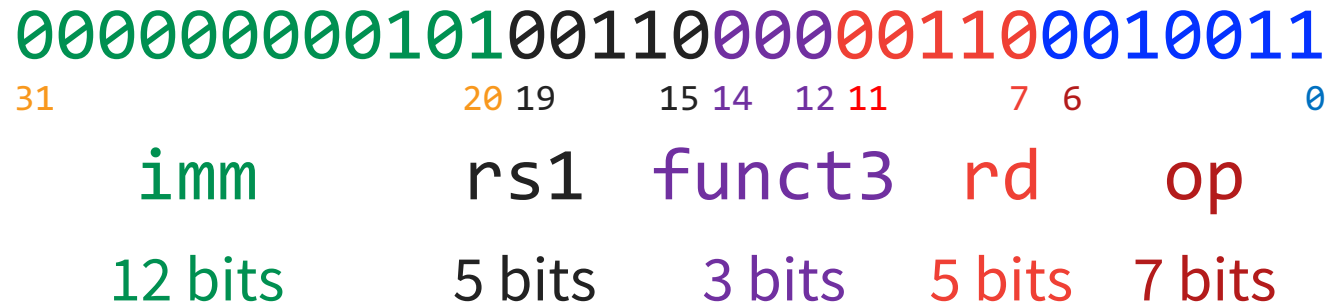 00000000010100110000001100010011
31 20 19 15 14 12 11 7 6 0
imm rs1 funct3 rd op
12 bits 5 bits 3 bits 5 bits 7 bits